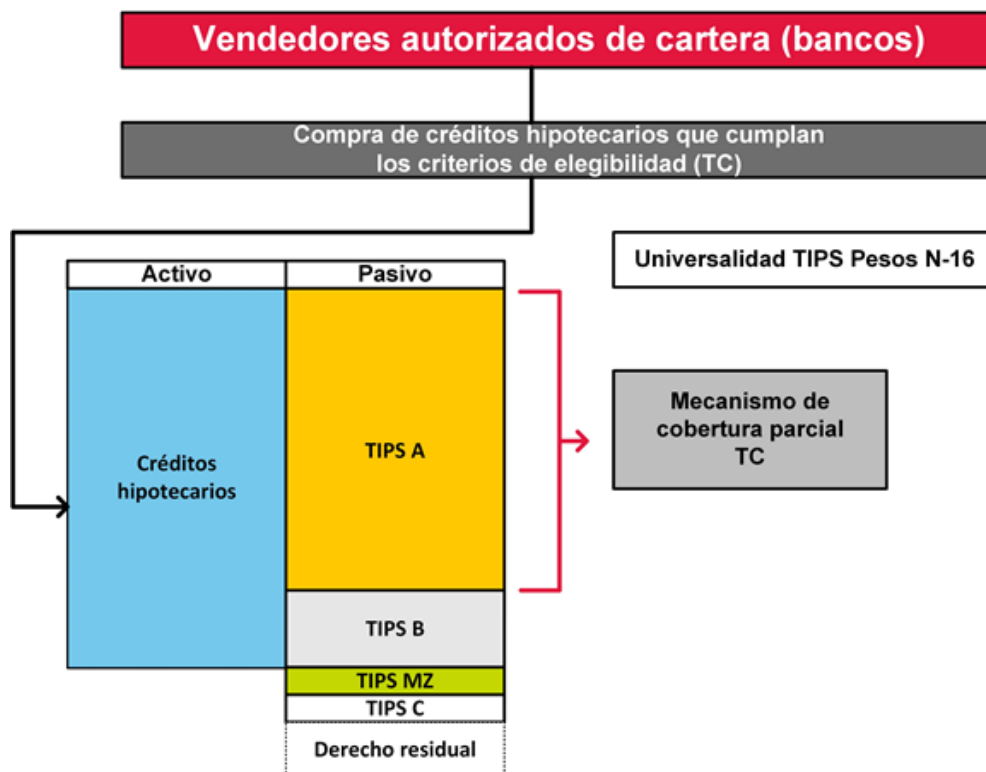 Vendedores autorizados de cartera (bancos)
Compra de créditos hipotecarios que cumplan
los criterios de elegibilidad (TC)
Universalidad TIPS Pesos N-16
Activo
Pasivo
Créditos
hipotecarios
TIPS A
Mecanismo de
cobertura parcial
TC
TIPS B
TIPS MZ
TIPS C
Derecho residual